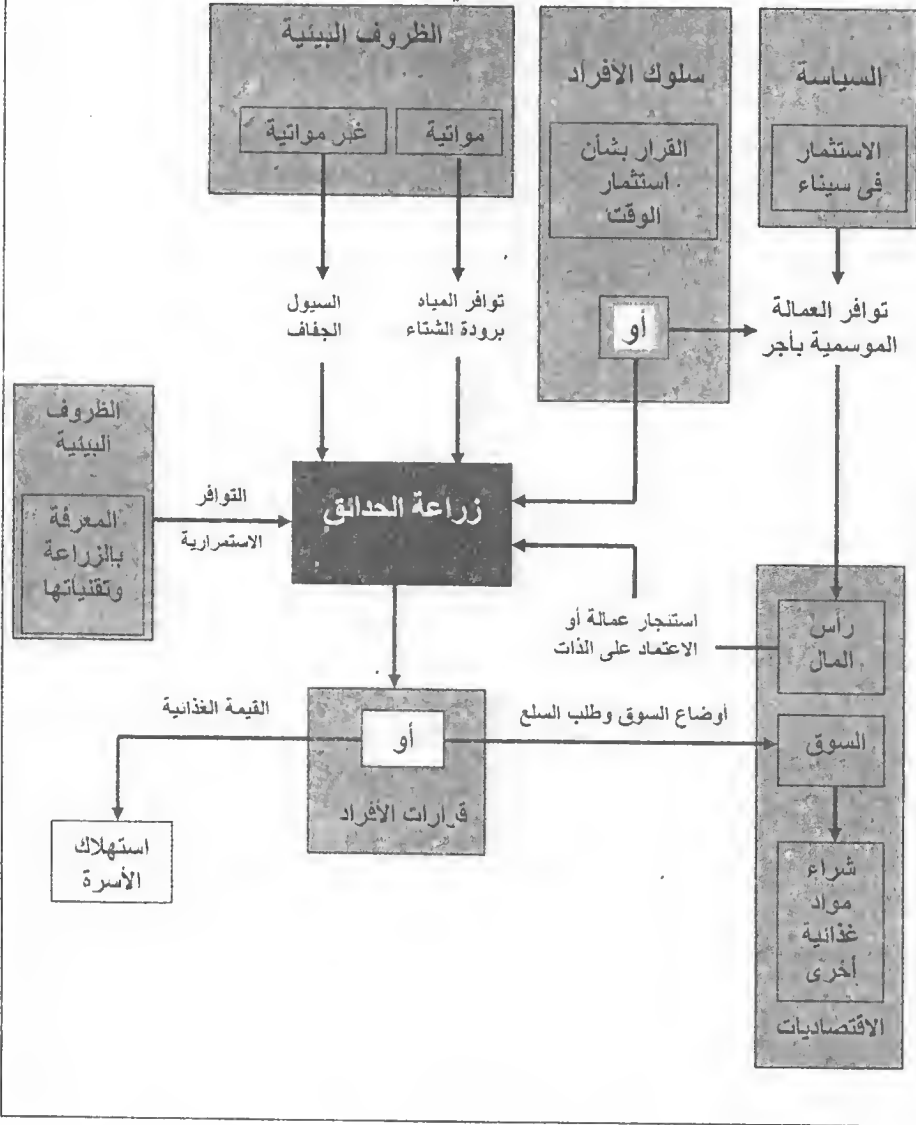 الظروف البيئية
مواتية
غير مواتية
سلوك الأفراد
القرار بشأن
استثمار
الوقت
السياسة
الاستثمار
فى سيناء
السيول
الجفاف
توافر المياه
برودة الشتاء
أو
توافر العمالة
الموسمية بأجر
الظروف
البيئية
المعرفة
بالزراعة
وتقنياتها
التوافر
الاستمرارية
زراعة الحدائق
استئجار عمالة أو
الاعتماد على الذات
رأس
المال
القيمة الغذائية
أو
قرارات الأفراد
أوضاع السوق وطلب السلع
السوق
استهلاك
الأسرة
شراء
مواد
غذائية
أخرى
الاقتصاديات